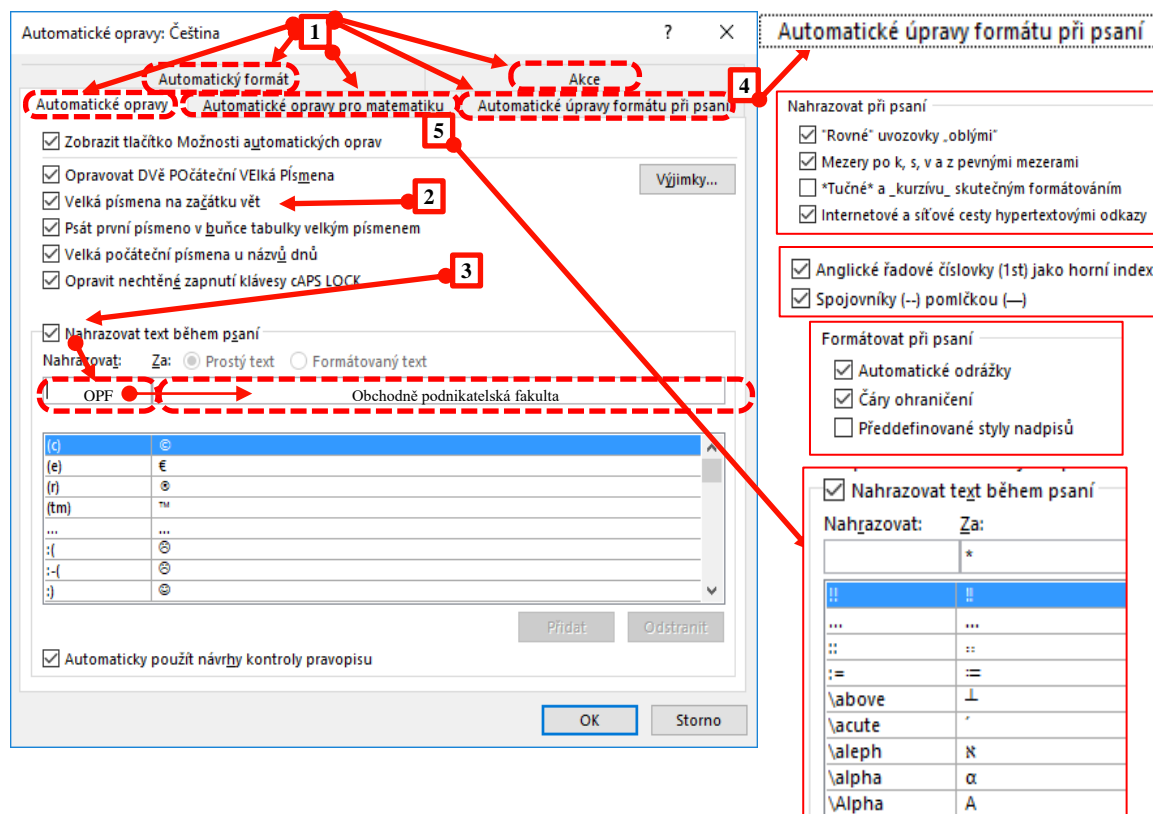 Automatické opravy: Čeština
?
1
Automatický formát
Akce
Automatické opravy
Automatické opravy pro matematiku
Automatické úpravy formátu při psaní
Zobrazit tlačítko Možnosti automatických oprav
5
Opravovat DVě POčáteční VElká PÍsmena
Výjimky...
Velká písmena na začátku vět
2
Psát první písmeno v buňce tabulky velkým písmenem
Velká počáteční písmena u názvů dnů
Opravit nechtěné zapnutí klávesy cAPS LOCK
3
Nahrazovat text během psaní
Nahrazovat:
Za:
Prostý text
Formátovaný text
OPF
Obchodně podnikatelská fakulta
(c) ©
(e) €
(r) ®
(tm) ™
... …
:( ☹
:-( ☹
:) ☺
Přidat
Odstranit
Automaticky použít návrhy kontroly pravopisu
OK
Storno
4
Automatické úpravy formátu při psaní
Nahrazovat při psaní
"Rovné" uvozovky „oblými“
Mezery po k, s, v a z pevnými mezerami
*Tučné* a _kurzívu_ skutečným formátováním
Internetové a síťové cesty hypertextovými odkazy
Anglické řadové číslovky (1st) jako horní index
Spojovníky (--) pomlčkou (—)
Formátovat při psaní
Automatické odrážky
Čáry ohraničení
Předdefinované styly nadpisů
Nahrazovat text během psaní
Nahrazovat:
Za:
*
!! ‼
... …
:: ∷
:= ≔
\above ┴
\acute ́
\aleph ℵ
\alpha α
\Alpha Α